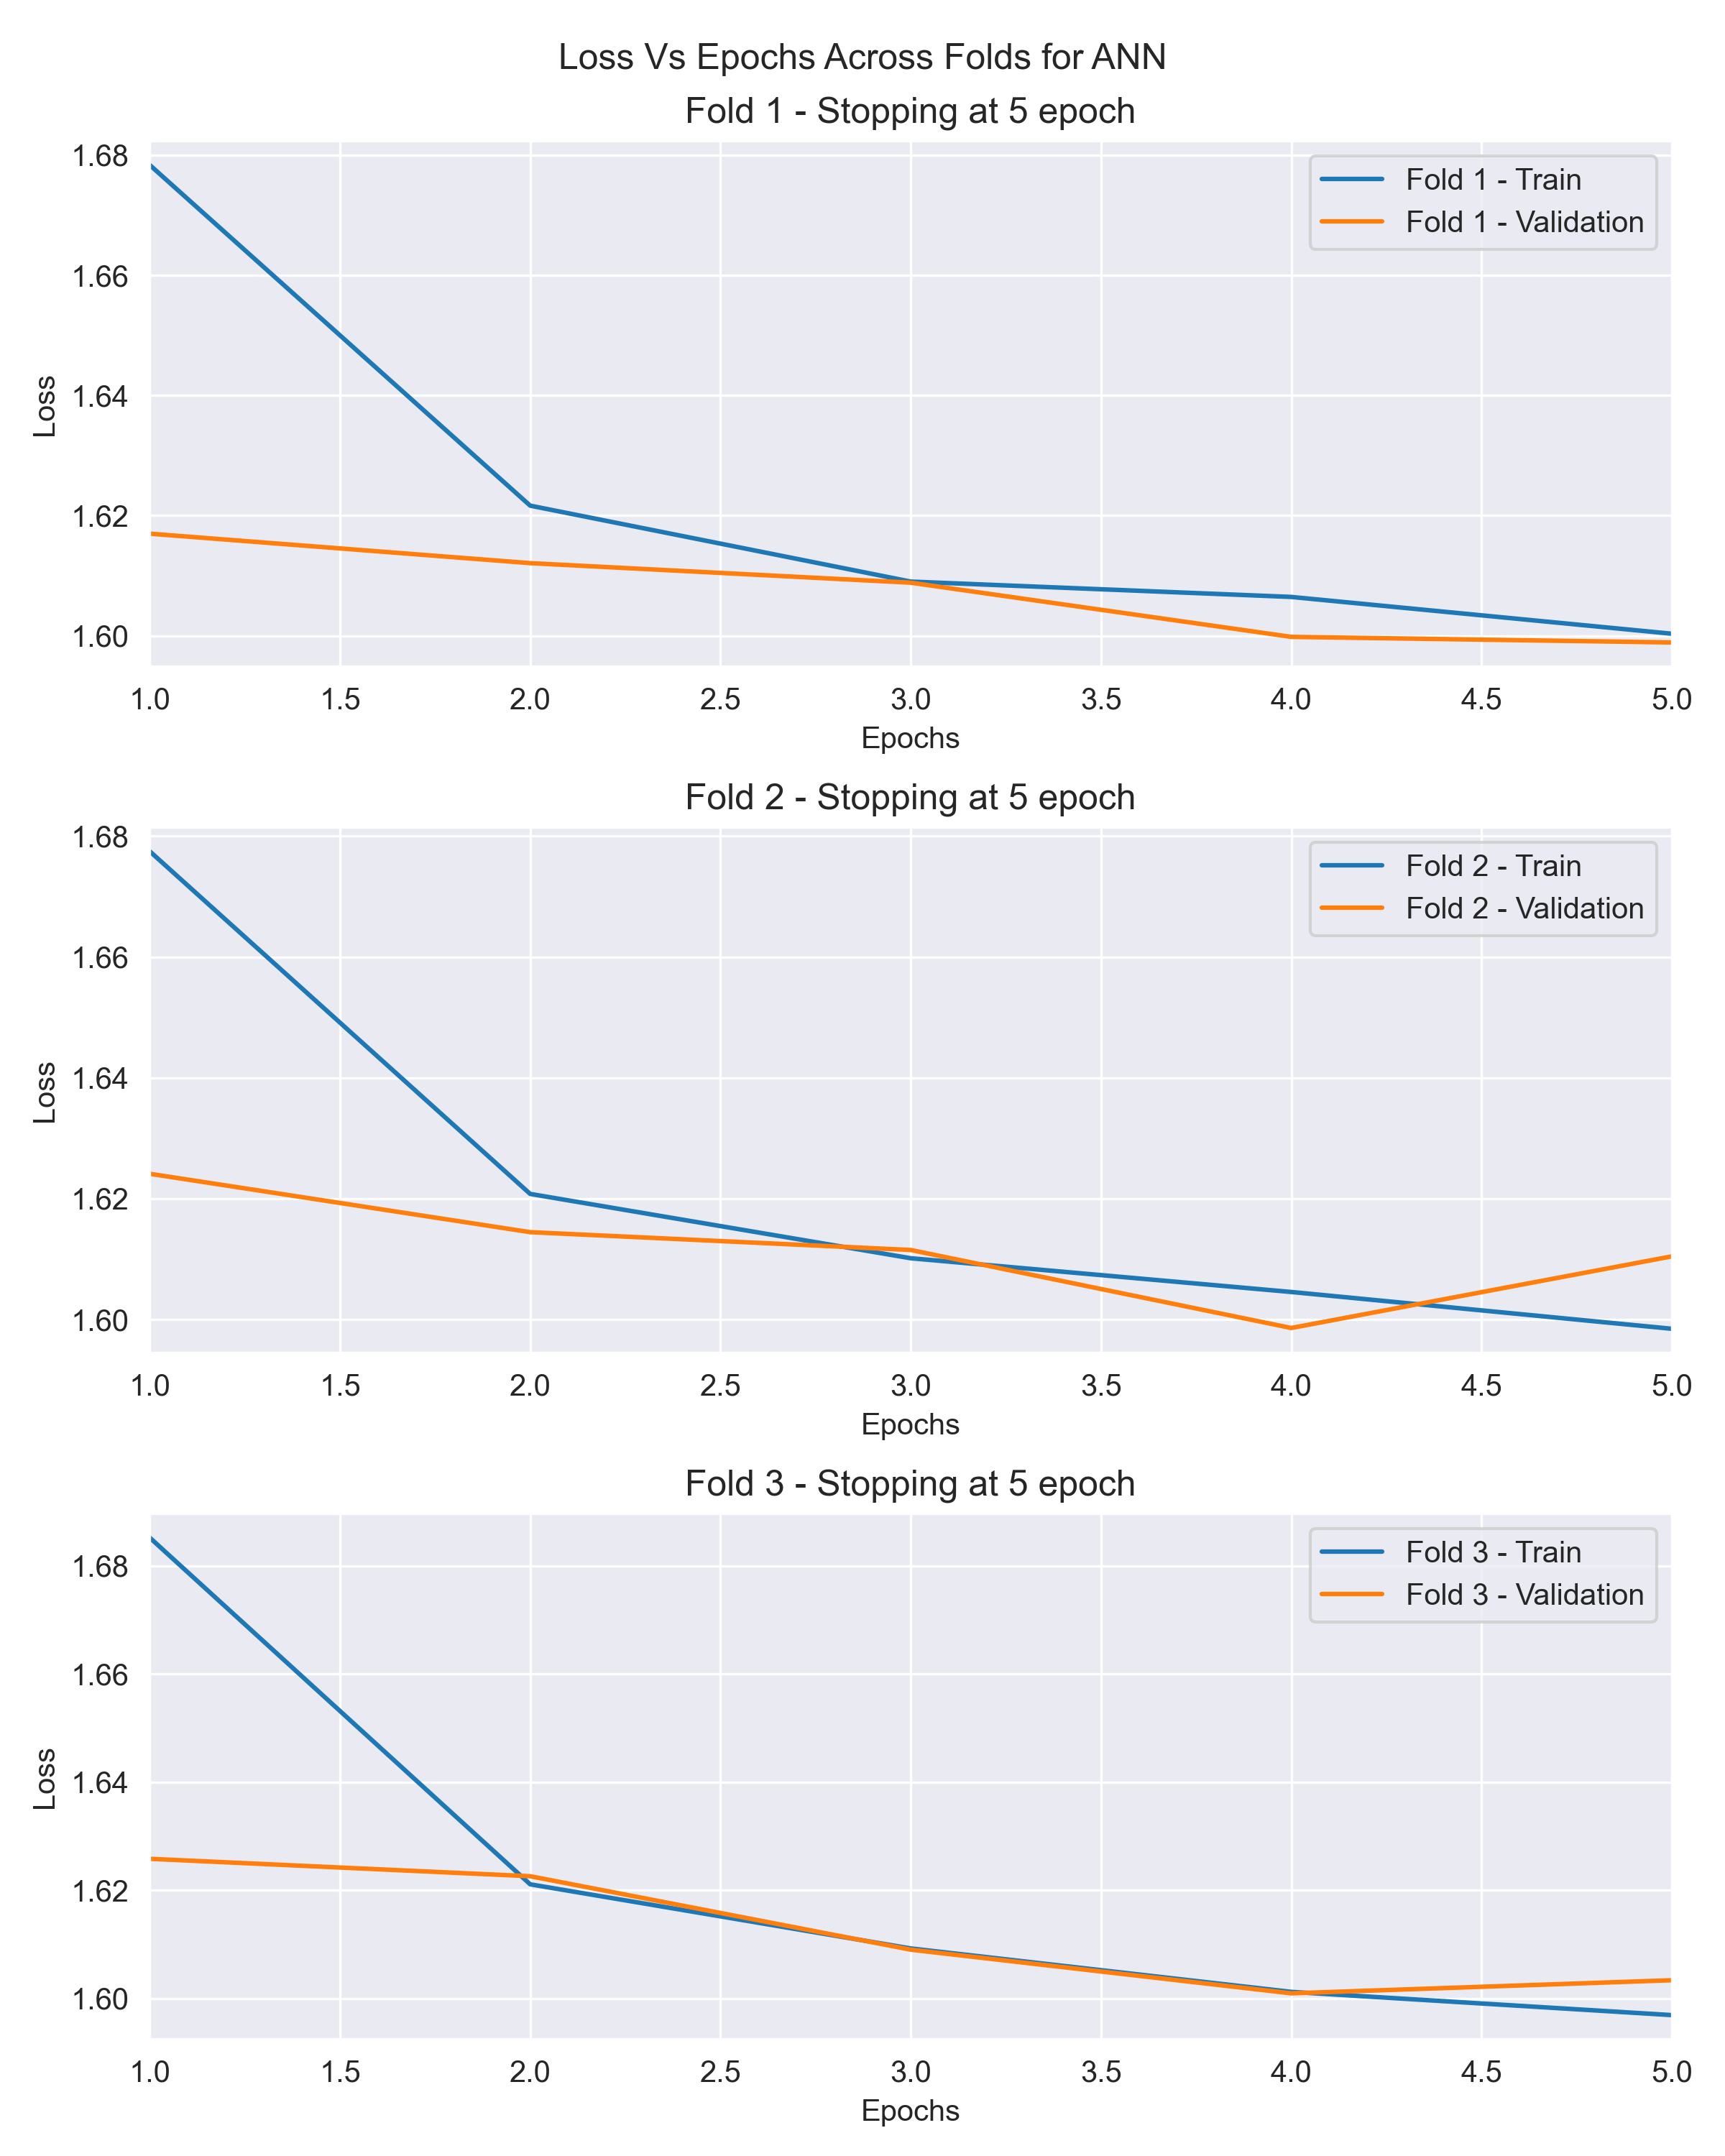 Loss Vs Epochs Across Folds for ANN
Fold 1 - Stopping at 5 epoch
1.68
1.66
1.64
1.62
1.60
Loss
Fold 1 - Train
Fold 1 - Validation
1.0 1.5 2.0 2.5 3.0 3.5 4.0 4.5 5.0
Epochs
Fold 2 - Stopping at 5 epoch
1.68
1.66
1.64
1.62
1.60
Loss
Fold 2 - Train
Fold 2 - Validation
1.0 1.5 2.0 2.5 3.0 3.5 4.0 4.5 5.0
Epochs
Fold 3 - Stopping at 5 epoch
1.68
1.66
1.64
1.62
1.60
Loss
Fold 3 - Train
Fold 3 - Validation
1.0 1.5 2.0 2.5 3.0 3.5 4.0 4.5 5.0
Epochs